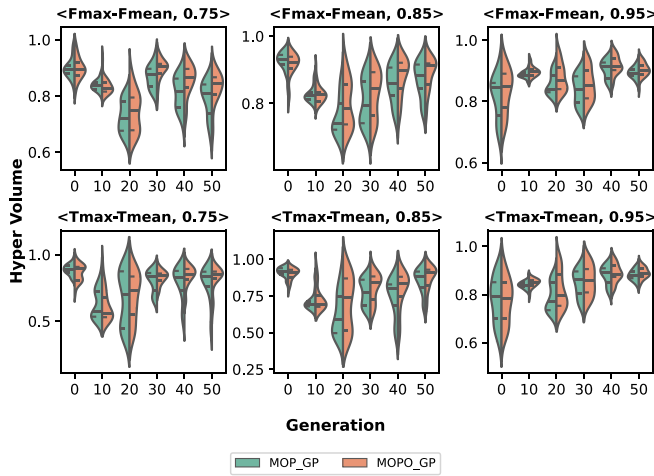 <Fmax-Fmean, 0.75>
<Fmax-Fmean, 0.85>
<Fmax-Fmean, 0.95>
1.0
0.8
0.6
0 10 20 30 40 50
0.8
0 10 20 30 40 50
1.0
0.8
0.6
0 10 20 30 40 50
Hyper Volume
<Tmax-Tmean, 0.75>
<Tmax-Tmean, 0.85>
<Tmax-Tmean, 0.95>
1.0
0.5
0 10 20 30 40 50
1.00
0.75
0.50
0.25
0 10 20 30 40 50
1.0
0.8
0.6
0 10 20 30 40 50
Generation
MOP_GP MOPO_GP